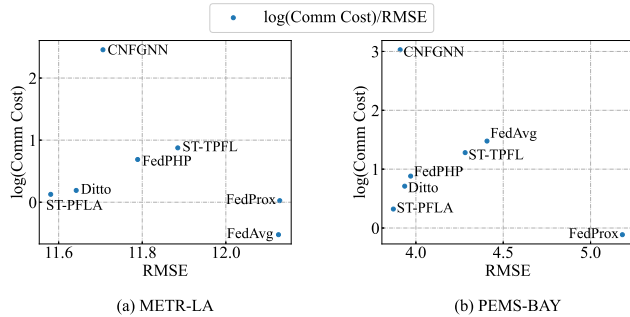 log(Comm Cost)/RMSE
CNFGNN
2
ST-TPFL
1
FedPHP
Ditto
ST-PFLA
FedProx
0
FedAvg
log(Comm Cost)
11.6 11.8 12.0
RMSE
(a) METR-LA
3
CNFGNN
2
FedAvg
ST-TPFL
1
FedPHP
Ditto
ST-PFLA
0
FedProx
log(Comm Cost)
4.0 4.5 5.0
RMSE
(b) PEMS-BAY